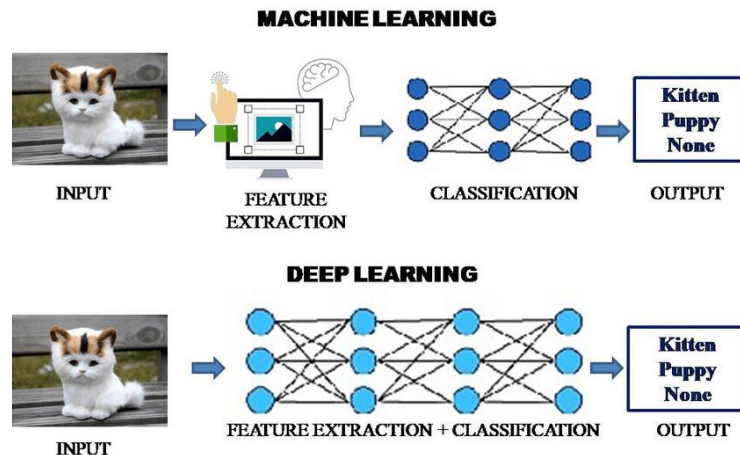 MACHINE LEARNING
INPUT
FEATURE
EXTRACTION
CLASSIFICATION
Kitten
Puppy
None
OUTPUT
DEEP LEARNING
INPUT
FEATURE EXTRACTION + CLASSIFICATION
Kitten
Puppy
None
OUTPUT